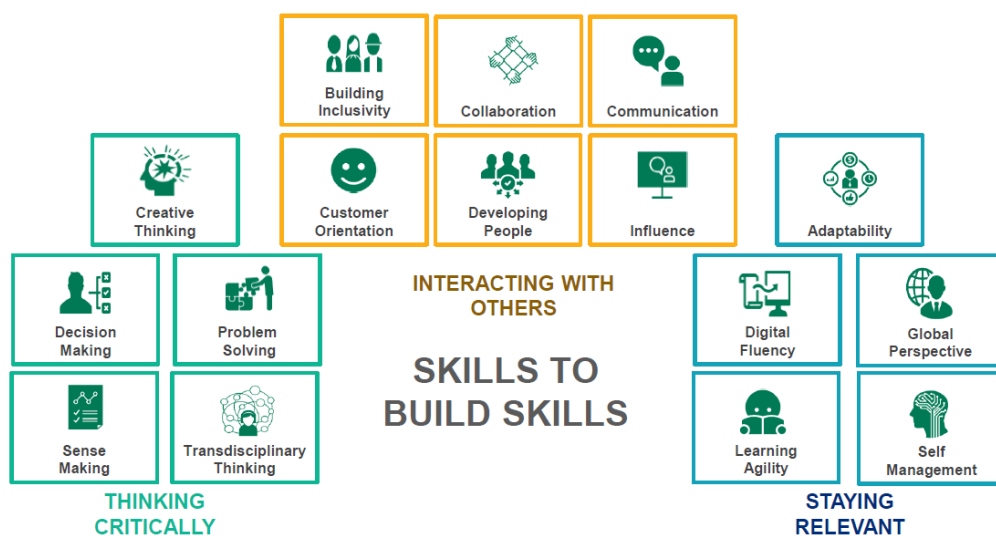 Building
Inclusivity
Collaboration
Communication
Creative
Thinking
Customer
Orientation
Developing
People
Influence
Adaptability
Decision
Making
Problem
Solving
INTERACTING WITH
OTHERS
Digital
Fluency
Global
Perspective
SKILLS TO
BUILD SKILLS
Sense
Making
Transdisciplinary
Thinking
Learning
Agility
Self
Management
THINKING
CRITICALLY
STAYING
RELEVANT